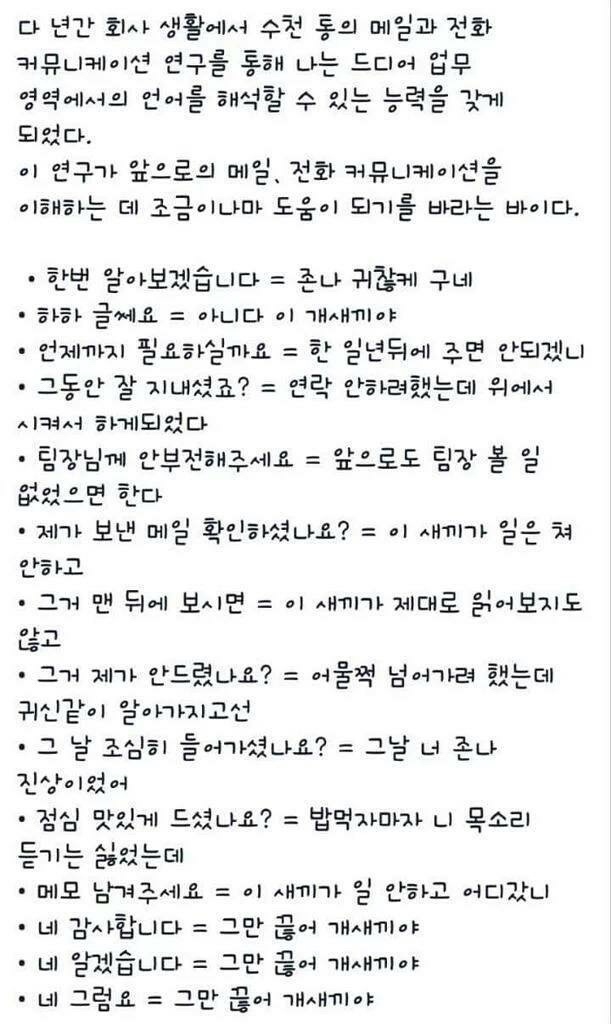 다 년간 회사 생활에서 수천 통의 메일과 전화
커뮤니케이션 연구를 통해 나는 드디어 업무
영역에서의 언어를 해석할 수 있는 능력을 갖게
되었다.
이 연구가 앞으로의 메일, 전화 커뮤니케이션을
이해하는 데 조금이나마 도움이 되기를 바라는 바이다.
• 한번 알아보겠습니다 = 존나 귀찮케 구네
• 하하 글쎄요 = 아니다 이 개새끼야
• 언제까지 필요하실까요 = 한 일년뒤에 주면 안되겠니
• 그동안 잘 지내셨죠? = 연락 안하려했는데 위에서
시켜서 하게되었다
• 팀장님께 안부전해주세요 = 앞으로도 팀장 볼 일
없었으면 한다
• 제가 보낸 메일 확인하셨나요? = 이 새끼가 일은 쳐
안하고
• 그거 맨 뒤에 보시면 = 이 새끼가 제대로 읽어보지도
않고
• 그거 제가 안드렸나요? = 어물쩍 넘어가려 했는데
귀신같이 알아가지고선
• 그 날 조심히 들어가셨나요? = 그날 너 존나
진상이었어
• 점심 맛있게 드셨나요? = 밥먹자마자 니 목소리
듣기는 싫었는데
• 메모 남겨주세요 = 이 새끼가 일 안하고 어디갔니
• 네 감사합니다 = 그만 끊어 개새끼야
• 네 알겠습니다 = 그만 끊어 개새끼야
• 네 그럼요 = 그만 끊어 개새끼야